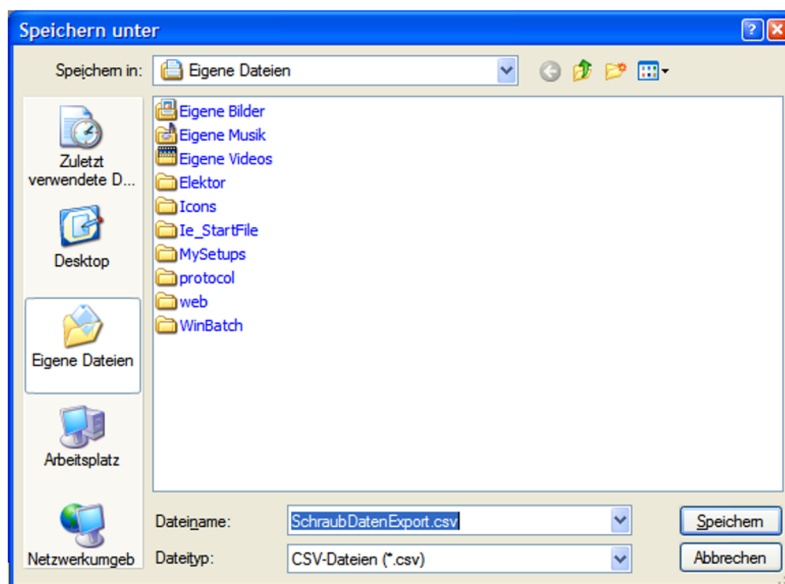 Speichern unter
Speichern in:
Eigene Dateien
Zuletzt
verwendete D...
Desktop
Eigene Dateien
Arbeitsplatz
Netzwerkumgeb
Eigene Bilder
Eigene Musik
Eigene Videos
Elektor
Icons
Ie_StartFile
MySetups
protocol
web
WinBatch
Dateiname:
SchraubDatenExport.csv
Speichern
Dateityp:
CSV-Dateien (*.csv)
Abbrechen